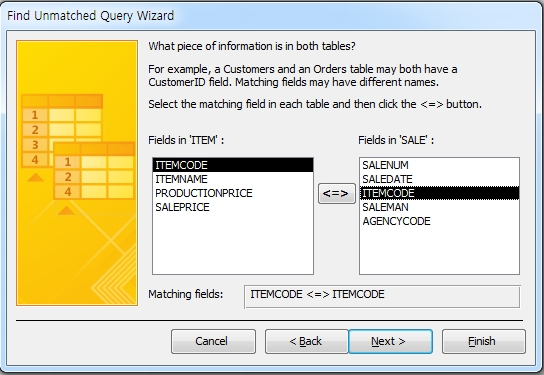 Find Unmatched Query Wizard
What piece of information is in both tables?
For example, a Customers and an Orders table may both have a
CustomerID field. Matching fields may have different names.
Select the matching field in each table and then click the <=> button.
Fields in 'ITEM' :
ITEMCODE
ITEMNAME
PRODUCTIONPRICE
SALEPRICE
<=>
Fields in 'SALE' :
SALENUM
SALEDATE
ITEMCODE
SALEMAN
AGENCYCODE
Matching fields:
ITEMCODE <=> ITEMCODE
1
2
3
4
1
2
3
4
Cancel
< Back
Next >
Finish